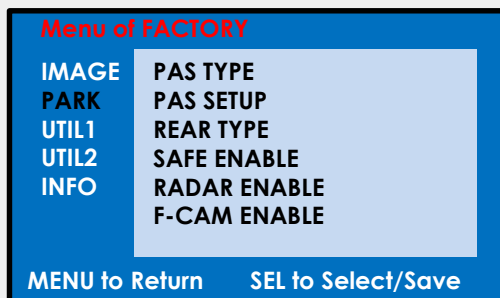 Menu of FACTORY
IMAGE PAS TYPE
PARK PAS SETUP
UTIL1 REAR TYPE
UTIL2 SAFE ENABLE
INFO RADAR ENABLE
F-CAM ENABLE
MENU to Return SEL to Select/Save